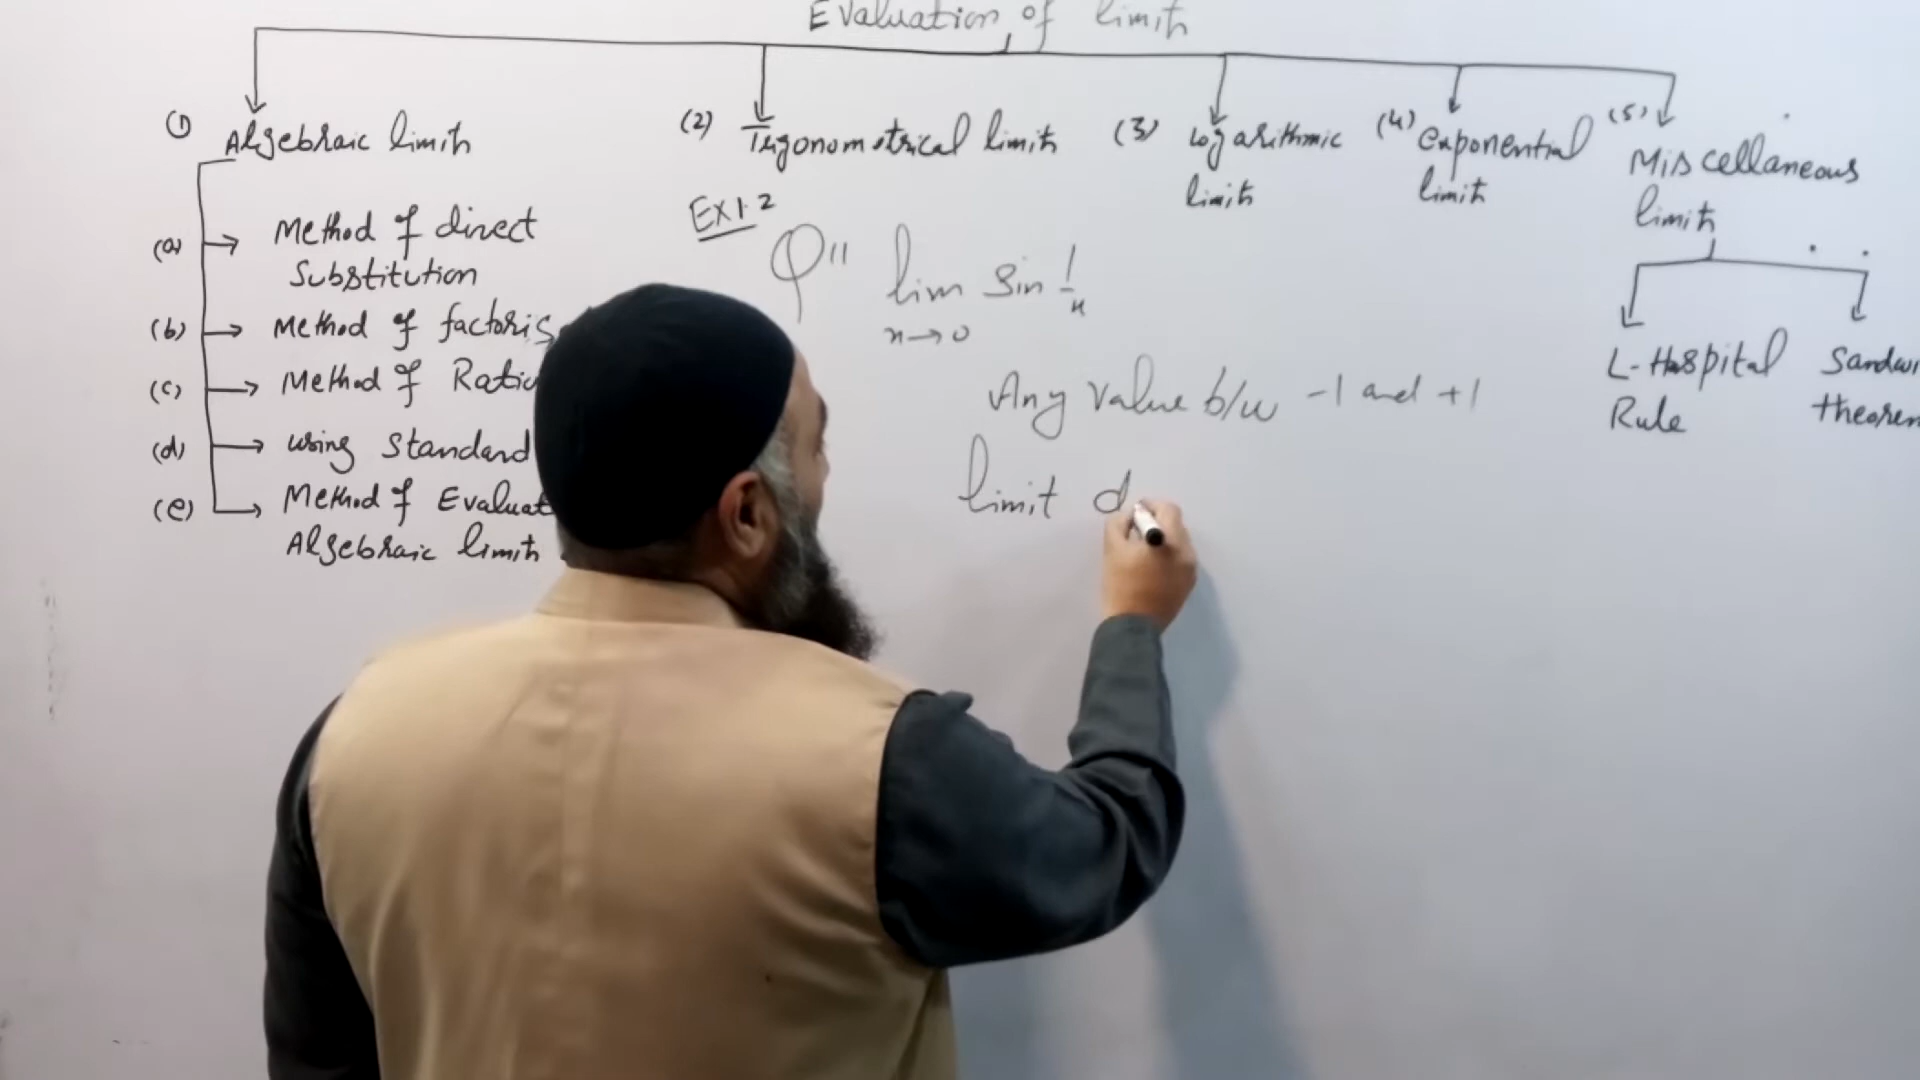 Evaluation of limit
(1) Algebraic limit
(a) Method of direct
Substitution
(b) Method of factoris
(c) Method of Ratio
(d) using Standard
(e) Method of Evaluat
Algebraic limit
(2) Trigonometrical limit
(3) Logarithmic
limit
(4) exponential
limit
(5) Miscellaneous
limit
L-Haspital
Rule
Sandwi
theorem
EX1.2
Q11 lim sin 1/x
x→0
Any value b/w -1 and +1
limit d